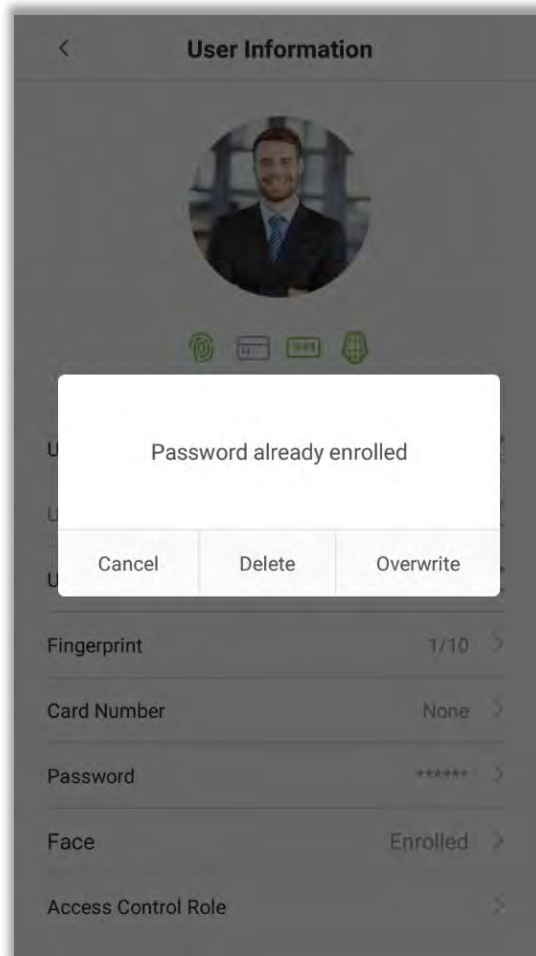 User Information
Password already enrolled
Cancel Delete Overwrite
U
U
U
Fingerprint 1/10
Card Number None
Password ******
Face Enrolled
Access Control Role